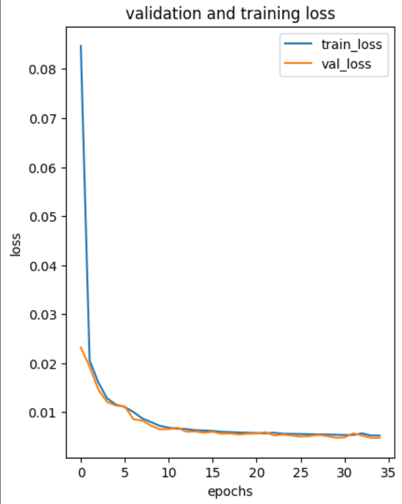 validation and training loss
train_loss
val_loss
0.08
0.07
0.06
0.05
0.04
0.03
0.02
0.01
loss
0 5 10 15 20 25 30 35
epochs